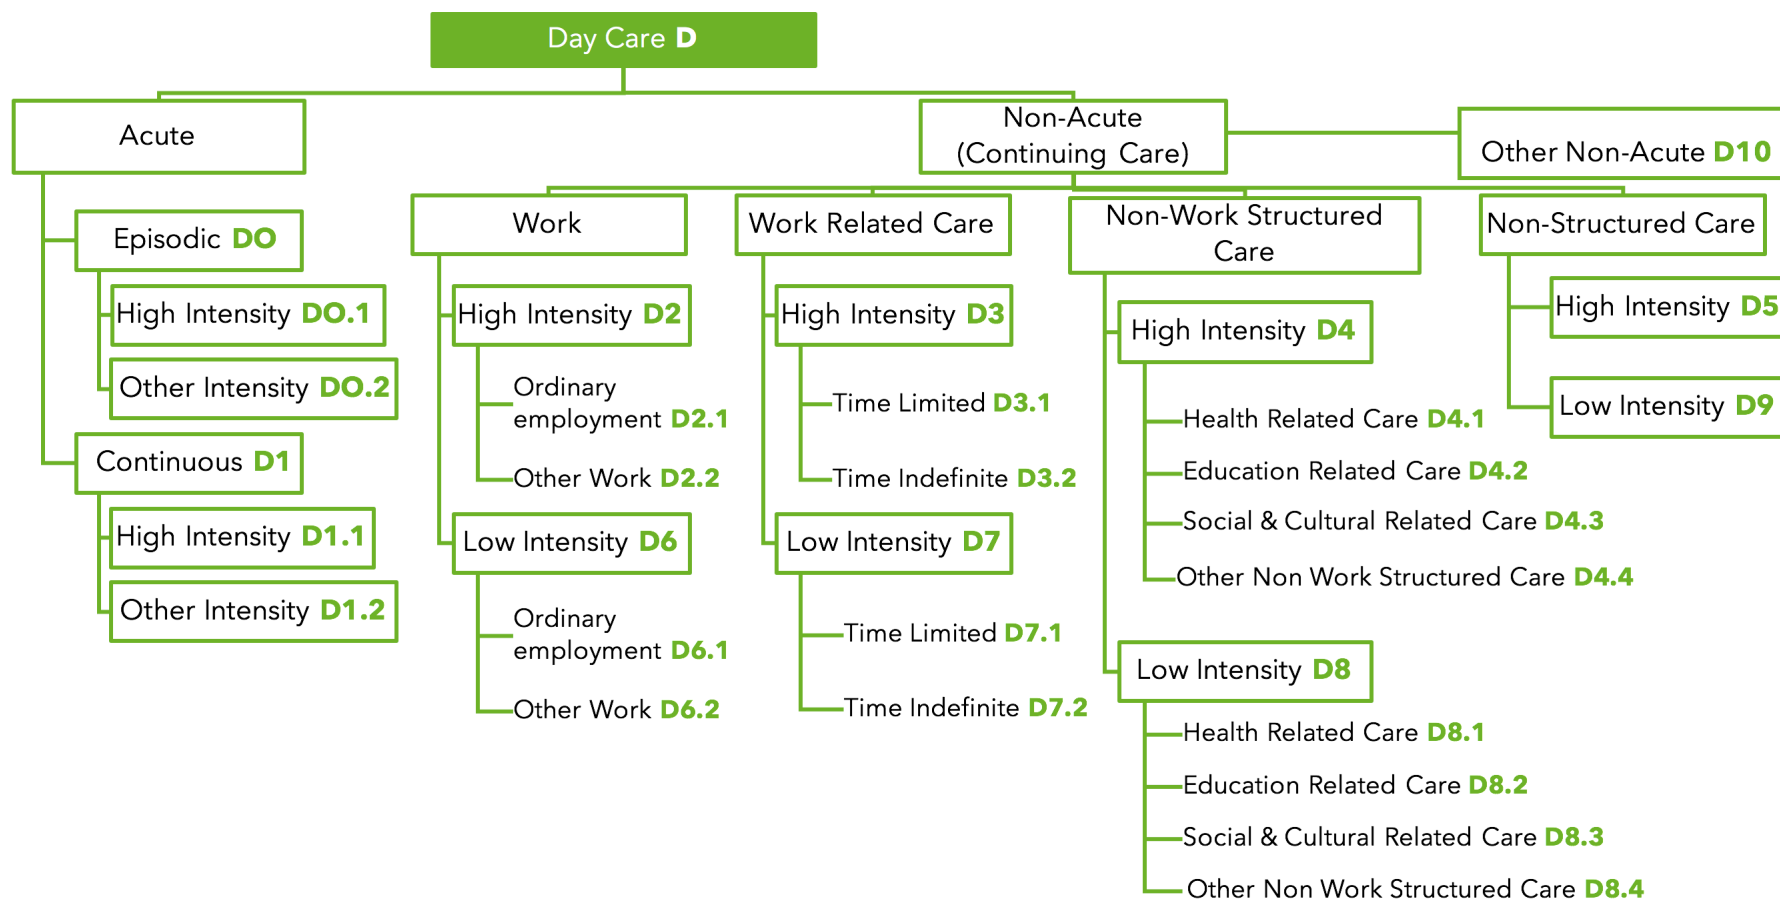 Day Care D
Acute
Non-Acute
(Continuing Care)
Other Non-Acute D10
Episodic DO
High Intensity DO.1
Other Intensity DO.2
Continuous D1
High Intensity D1.1
Other Intensity D1.2
Work
High Intensity D2
Ordinary
employment D2.1
Other Work D2.2
Low Intensity D6
Ordinary
employment D6.1
Other Work D6.2
Work Related Care
High Intensity D3
Time Limited D3.1
Time Indefinite D3.2
Low Intensity D7
Time Limited D7.1
Time Indefinite D7.2
Non-Work Structured
Care
High Intensity D4
Health Related Care D4.1
Education Related Care D4.2
Social & Cultural Related Care D4.3
Other Non Work Structured Care D4.4
Low Intensity D8
Health Related Care D8.1
Education Related Care D8.2
Social & Cultural Related Care D8.3
Other Non Work Structured Care D8.4
Non-Structured Care
High Intensity D5
Low Intensity D9